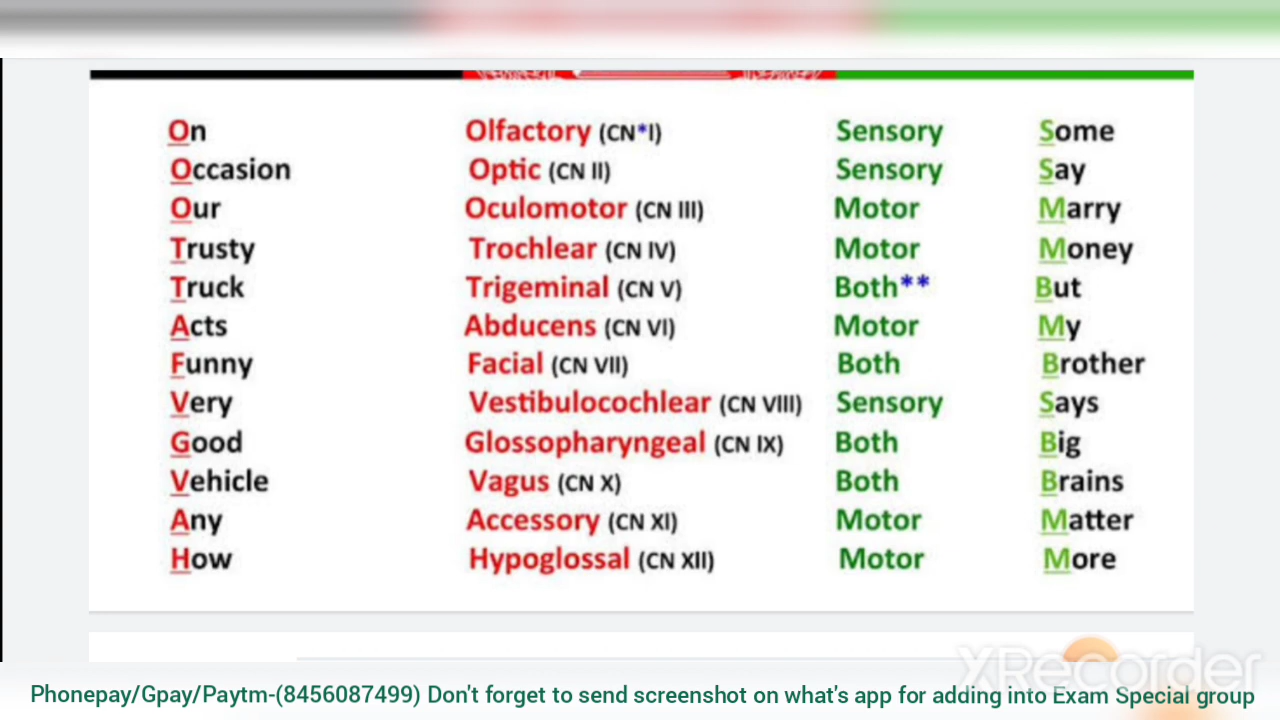 On Olfactory (CN*I) Sensory Some
Occasion Optic (CN II) Sensory Say
Our Oculomotor (CN III) Motor Marry
Trusty Trochlear (CN IV) Motor Money
Truck Trigeminal (CN V) Both** But
Acts Abducens (CN VI) Motor My
Funny Facial (CN VII) Both Brother
Very Vestibulocochlear (CN VIII) Sensory Says
Good Glossopharyngeal (CN IX) Both Big
Vehicle Vagus (CN X) Both Brains
Any Accessory (CN XI) Motor Matter
How Hypoglossal (CN XII) Motor More
XRecorder
Phonepay/Gpay/Paytm-(8456087499) Don't forget to send screenshot on what's app for adding into Exam Special group